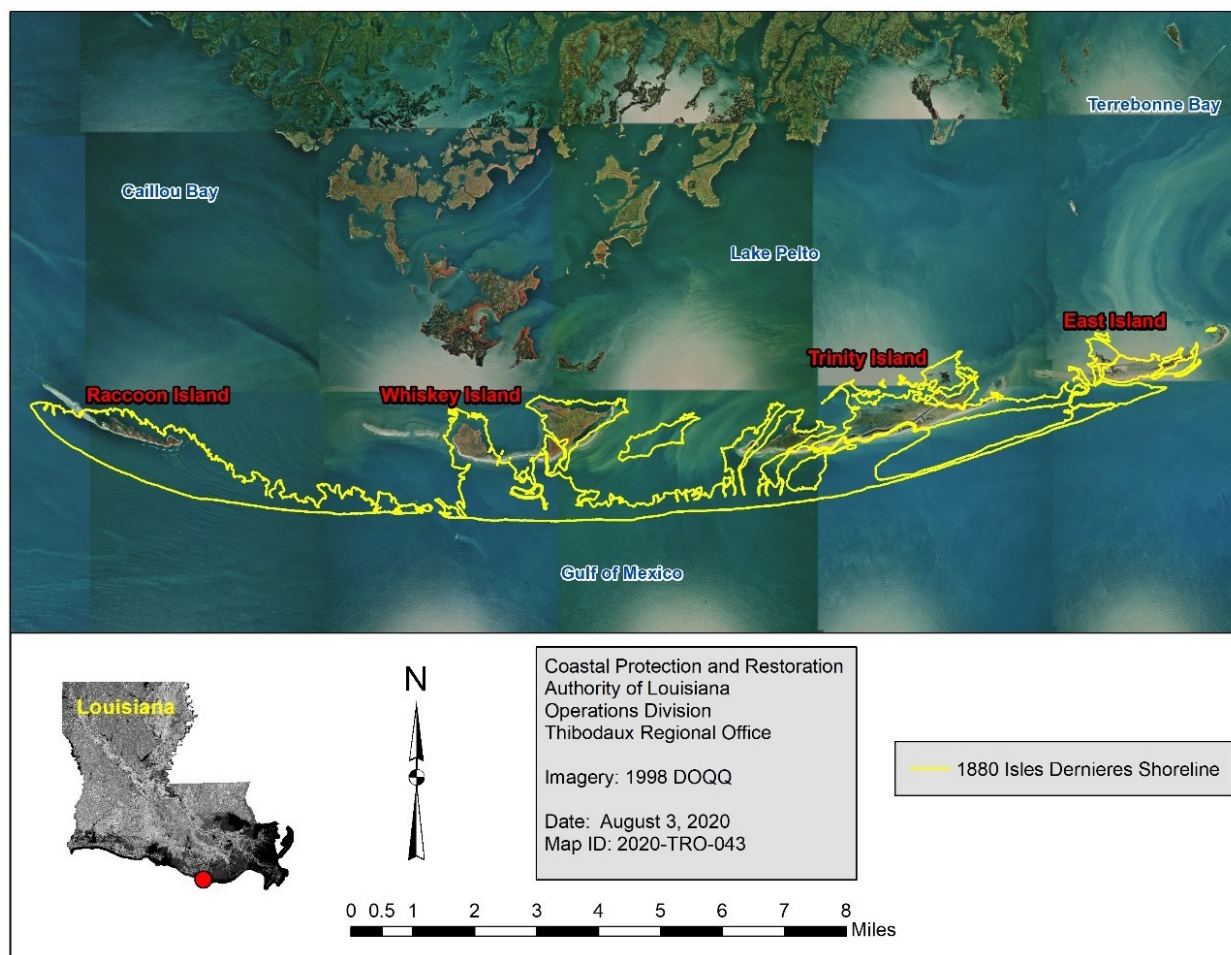 Terrebonne Bay
Caillou Bay
Lake Pelto
East Island
Trinity Island
Raccoon Island
Whiskey Island
Gulf of Mexico
Louisiana
N
Coastal Protection and Restoration
Authority of Louisiana
Operations Division
Thibodaux Regional Office
Imagery: 1998 DOQQ
Date: August 3, 2020
Map ID: 2020-TRO-043
1880 Isles Dernieres Shoreline
0 0.5 1 2 3 4 5 6 7 8
Miles